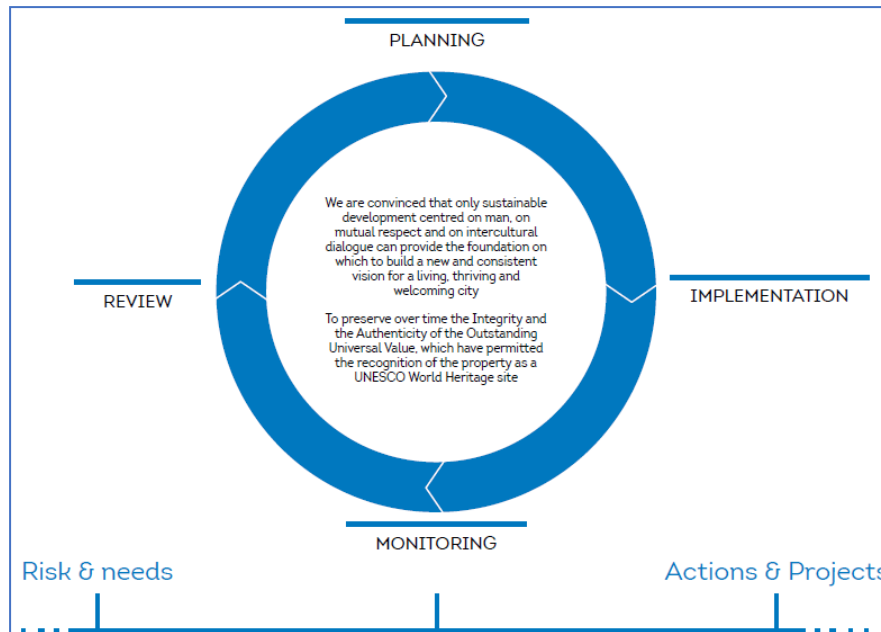 PLANNING
We are convinced that only sustainable
development centred on man, on
mutual respect and on intercultural
dialogue can provide the foundation on
which to build a new and consistent
vision for a living, thriving and
welcoming city
To preserve over time the Integrity and
the Authenticity of the Outstanding
Universal Value, which have permitted
the recognition of the property as a
UNESCO World Heritage site
REVIEW
IMPLEMENTATION
MONITORING
Risk & needs
Actions & Projects